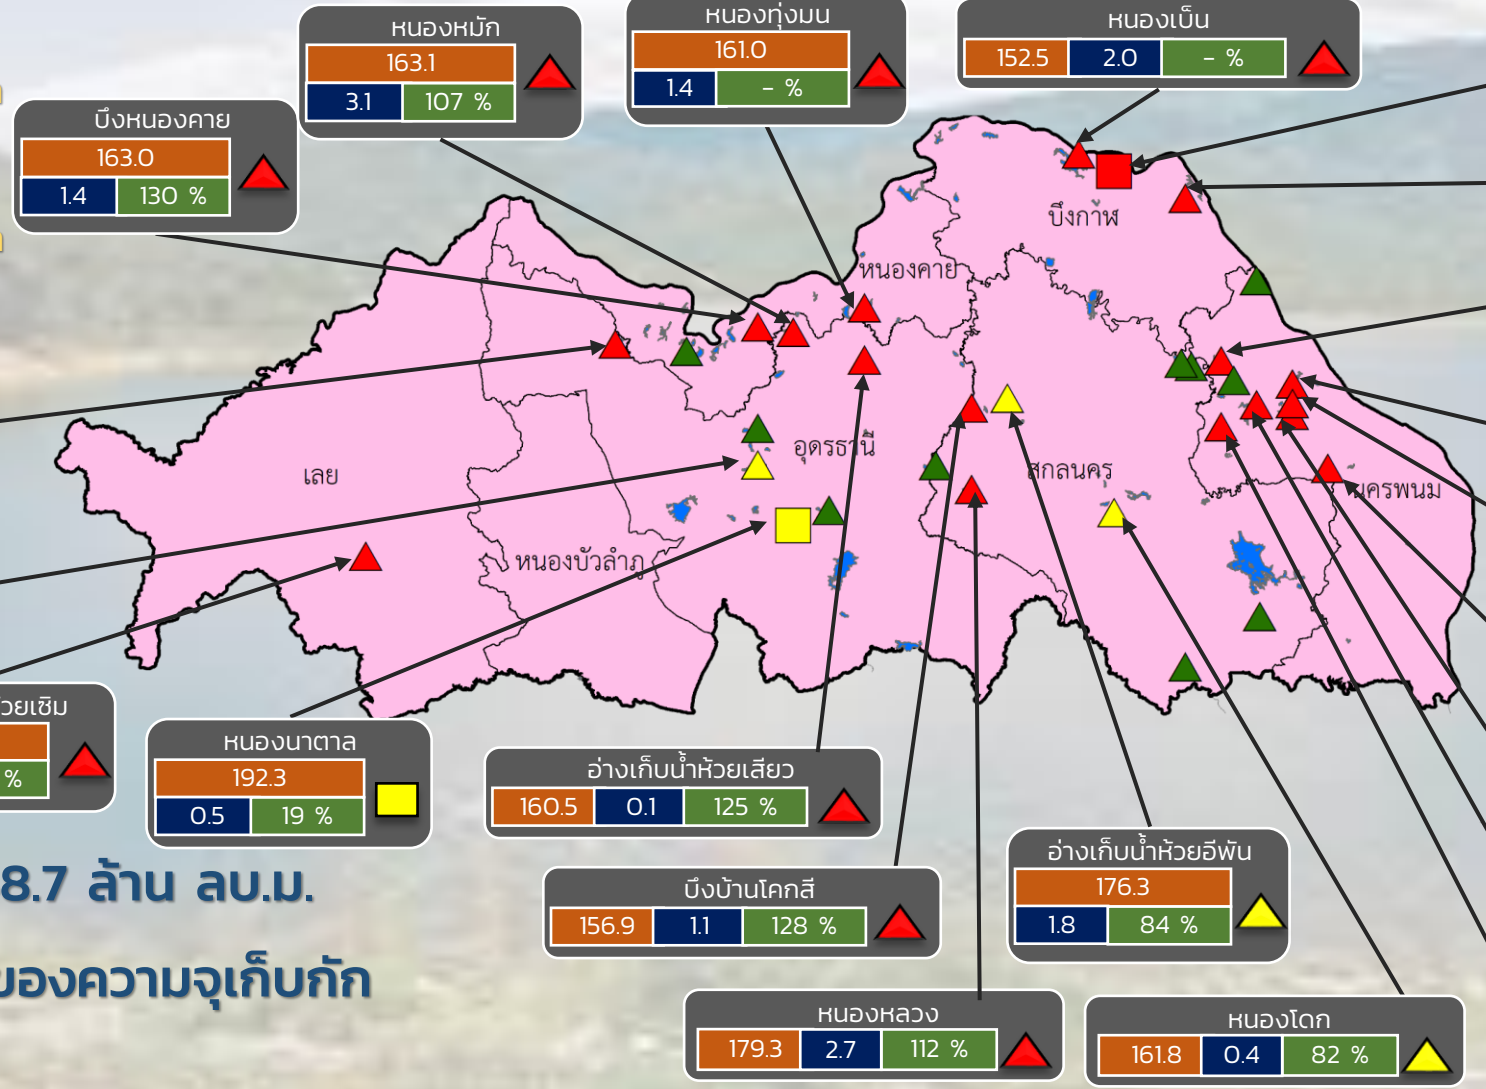 หนองหมัก
163.1
3.1 107 %
หนองทุ่งมน
161.0
1.4 - %
หนองเบ็น
152.5 2.0 - %
บึงหนองคาย
163.0
1.4 130 %
บึงกาฬ
หนองคาย
เลย
อุดรธานี
สกลนคร
นครพนม
หนองบัวลำภู
วยเซิม
%
หนองนาตาล
192.3
0.5 19 %
อ่างเก็บน้ำห้วยเสียว
160.5 0.1 125 %
อ่างเก็บน้ำห้วยอีพัน
176.3
1.8 84 %
8.7 ล้าน ลบ.ม.
บึงบ้านโคกสี
156.9 1.1 128 %
ของความจุเก็บกัก
หนองหลวง
179.3 2.7 112 %
หนองโดก
161.8 0.4 82 %